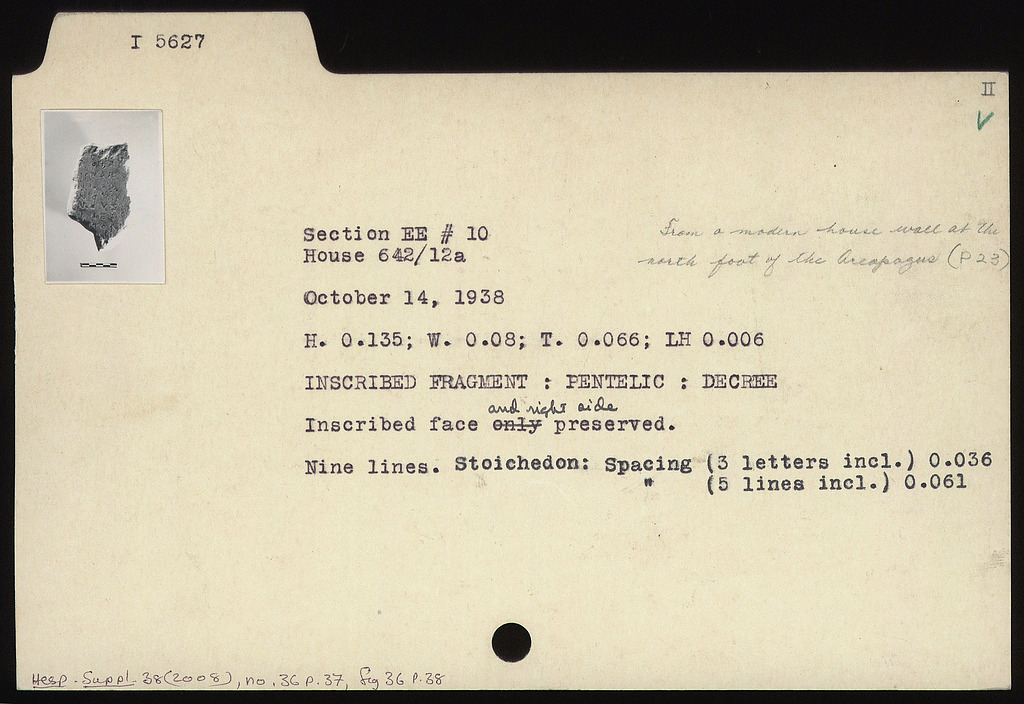 I 5627
II
V
Section EE # 10
House 642/12a
From a modern house wall at the
north foot of the Areopagus (P 23)
October 14, 1938
H. 0.135; W. 0.08; T. 0.066; LH 0.006
INSCRIBED FRAGMENT : PENTELIC : DECREE
and right side
Inscribed face only preserved.
Nine lines. Stoichedon: Spacing (3 letters incl.) 0.036
" (5 lines incl.) 0.061
Hesp. Suppl. 38(2008), no. 36 p. 37, fig 36 p. 38